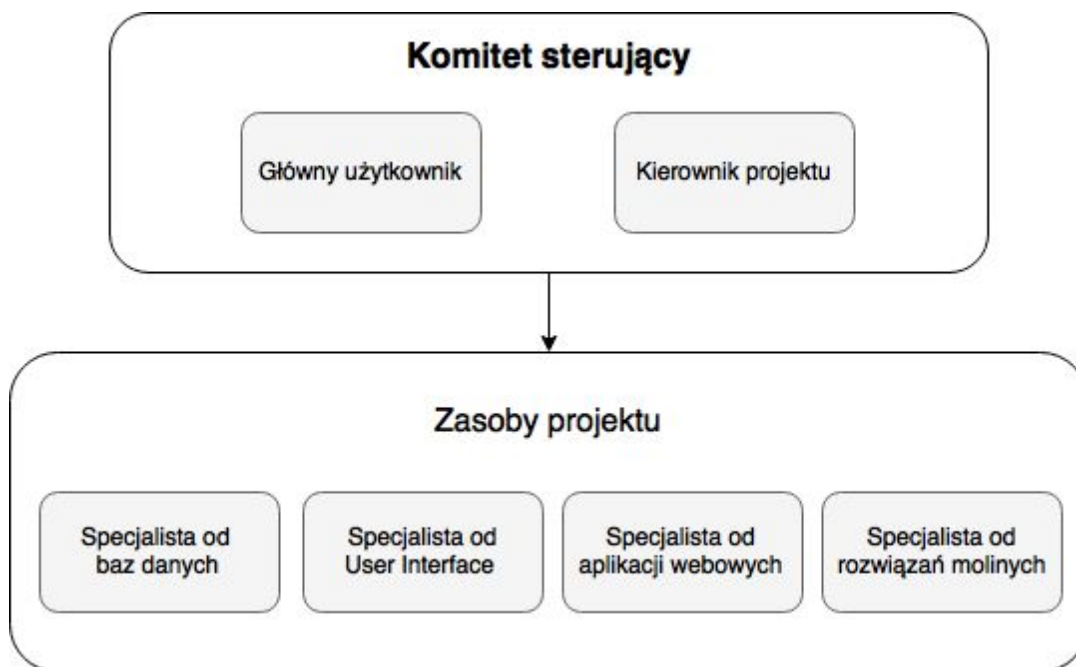 Komitet sterujący
Główny użytkownik
Kierownik projektu
Zasoby projektu
Specjalista od
baz danych
Specjalista od
User Interface
Specjalista od
aplikacji webowych
Specjalista od
rozwiązań molinych